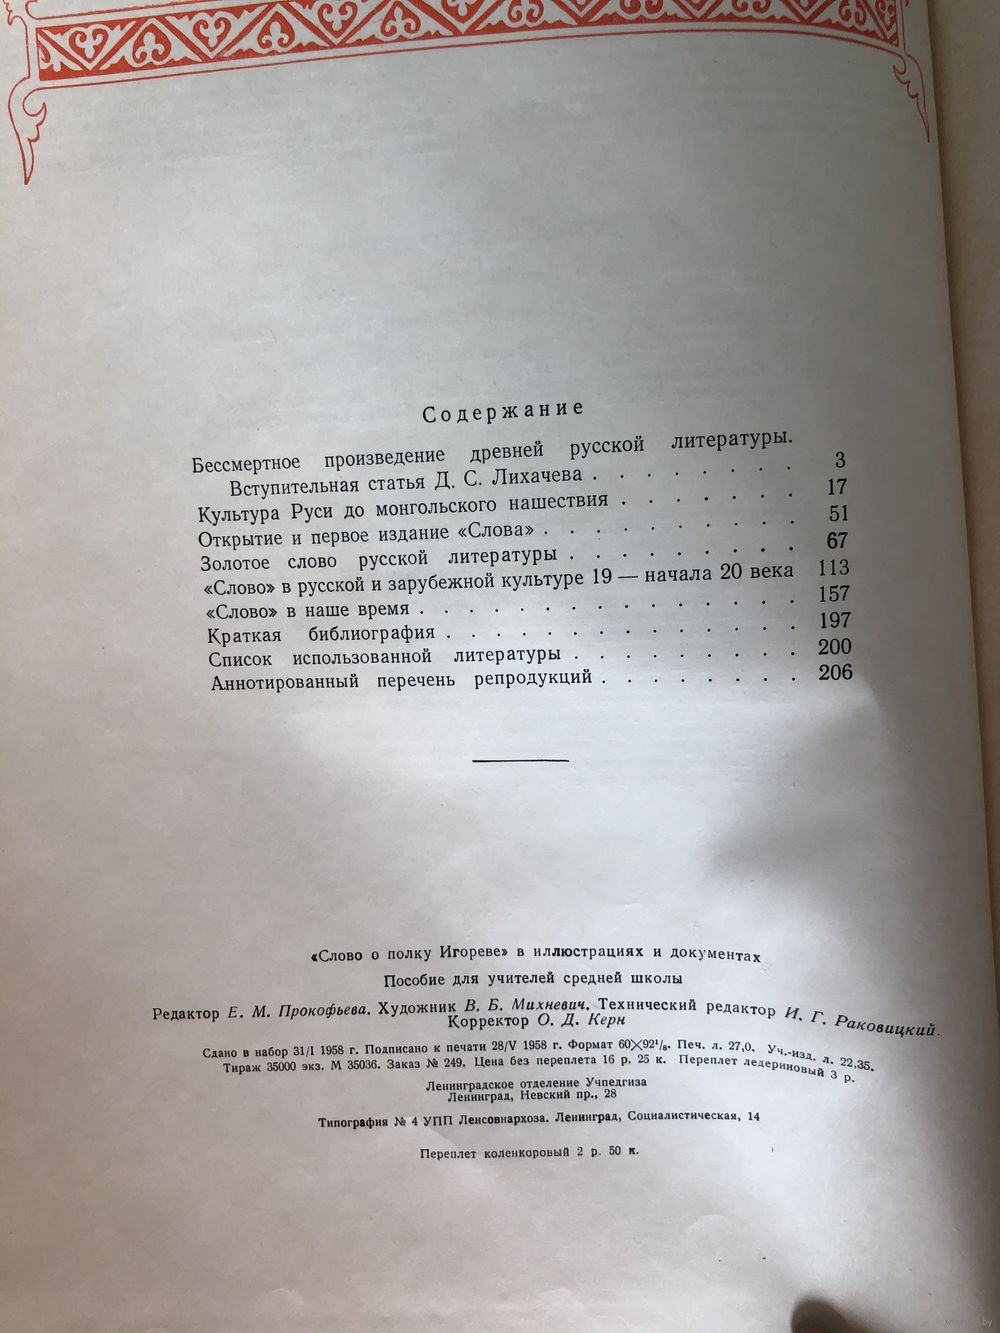 Содержание
Бессмертное произведение древней русской литературы.
Вступительная статья Д. С. Лихачева . . . . . . . . 3
Культура Руси до монгольского нашествия . . . . . . . 17
Открытие и первое издание «Слова» . . . . . . . . . . 51
Золотое слово русской литературы . . . . . . . . . 67
«Слово» в русской и зарубежной культуре 19 — начала 20 века 113
«Слово» в наше время . . . . . . . . . . . . . . 157
Краткая библиография . . . . . . . . . . . . . 197
Список использованной литературы . . . . . . . . . 200
Аннотированный перечень репродукций . . . . . . . . 206
«Слово о полку Игореве» в иллюстрациях и документах
Пособие для учителей средней школы
Редактор Е. М. Прокофьева. Художник В. Б. Михневич. Технический редактор И. Г. Раковицкий.
Корректор О. Д. Керн
Сдано в набор 31/I 1958 г. Подписано к печати 28/V 1958 г. Формат 60×92¹/₈. Печ. л. 27,0. Уч.-изд. л. 22,35.
Тираж 35000 экз. М 35036. Заказ № 249. Цена без переплета 16 р. 25 к. Переплет ледериновый 3 р.
Ленинградское отделение Учпедгиза
Ленинград, Невский пр., 28
Типография № 4 УПП Ленсовнархоза. Ленинград, Социалистическая, 14
Переплет коленкоровый 2 р. 50 к.